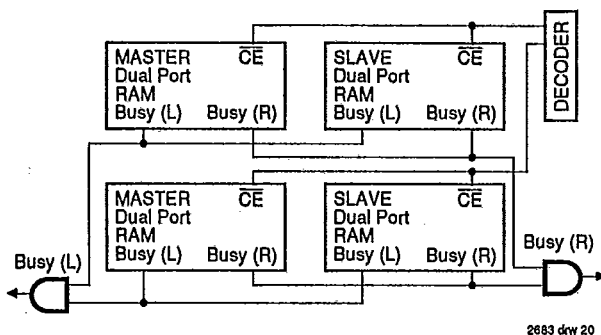 MASTER CE
Dual Port
RAM
Busy (L) Busy (R)
SLAVE CE
Dual Port
RAM
Busy (L) Busy (R)
DECODER
MASTER CE
Dual Port
RAM
Busy (L) Busy (R)
SLAVE CE
Dual Port
RAM
Busy (L) Busy (R)
Busy (L)
Busy (R)
2683 drw 20